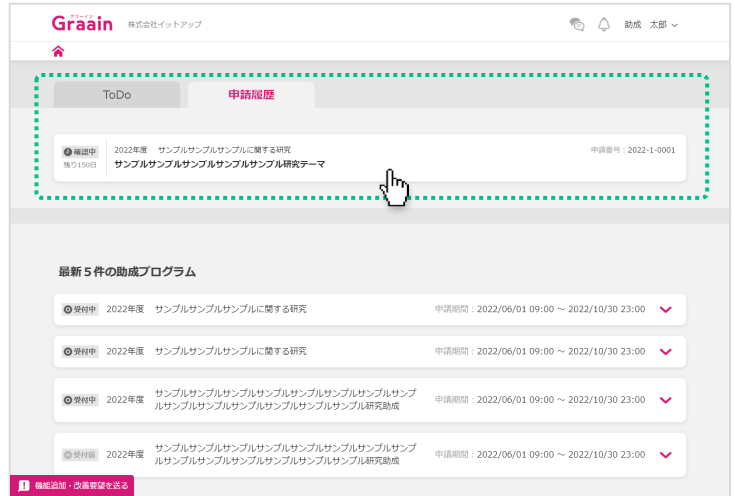 グラーイン
Graain 株式会社イットアップ 助成 太郎
ToDo 申請履歴
確認中 2022年度 サンプルサンプルサンプルに関する研究 申請番号:2022-1-0001
残り150日 サンプルサンプルサンプルサンプルサンプル研究テーマ
最新5件の助成プログラム
受付中 2022年度 サンプルサンプルサンプルに関する研究 申請期間:2022/06/01 09:00 ~ 2022/10/30 23:00
受付中 2022年度 サンプルサンプルサンプルに関する研究 申請期間:2022/06/01 09:00 ~ 2022/10/30 23:00
受付中 2022年度 サンプルサンプルサンプルサンプルサンプルサンプルサンプルサンプ 申請期間:2022/06/01 09:00 ~ 2022/10/30 23:00
ルサンプルサンプルサンプルサンプルサンプルサンプル研究助成
受付前 2022年度 サンプルサンプルサンプルサンプルサンプルサンプルサンプルサンプ 申請期間:2022/06/01 09:00 ~ 2022/10/30 23:00
ルサンプルサンプルサンプルサンプルサンプルサンプル研究助成
機能追加・改善要望を送る